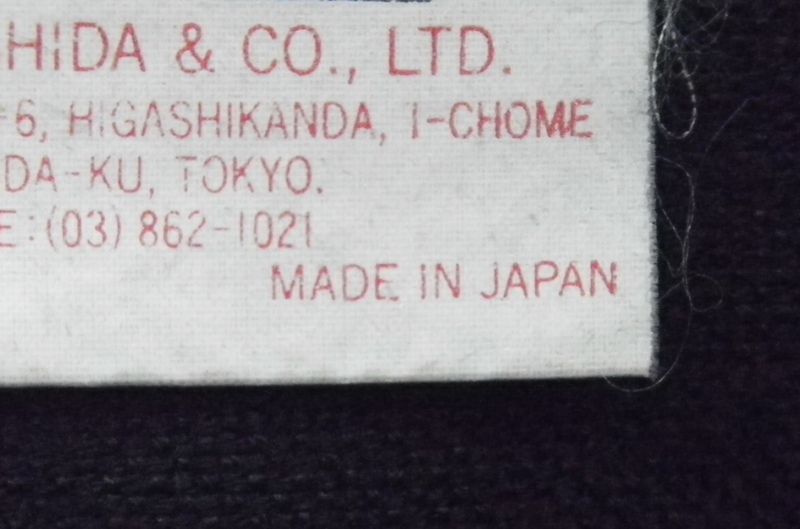 HIDA & CO., LTD.
6, HIGASHIKANDA, 1-CHOME
DA-KU, TOKYO.
E:(03) 862-1021
MADE IN JAPAN